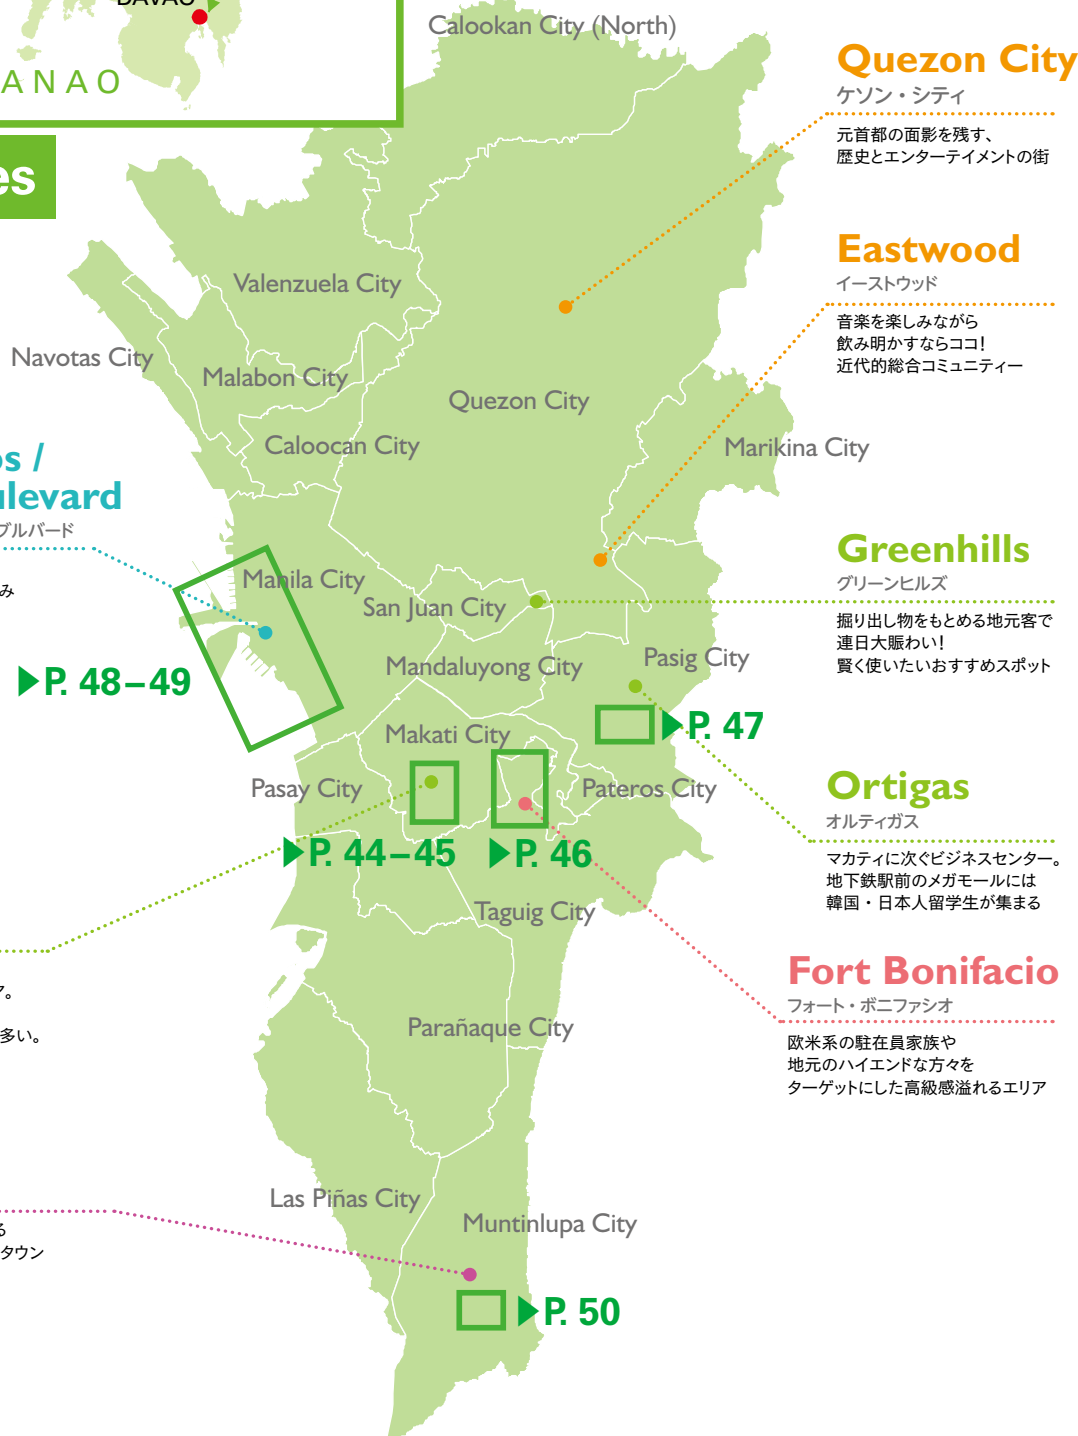 DAVAO
ANAO
es
Calookan City (North)
Quezon City
ケソン・シティ
元首都の面影を残す、
歴史とエンターテイメントの街
Eastwood
イーストウッド
音楽を楽しみながら
飲み明かすならココ!
近代的総合コミュニティー
Valenzuela City
Navotas City
Malabon City
Quezon City
Caloocan City
Marikina City
os /
ulevard
ブルバード
み
▶P. 48–49
Manila City
San Juan City
Mandaluyong City
Pasig City
Greenhills
グリーンヒルズ
掘り出し物をもとめる地元客で
連日大賑わい!
賢く使いたいおすすめスポット
▶P. 47
Makati City
Pasay City
Pateros City
▶P. 44–45
▶P. 46
Ortigas
オルティガス
マカティに次ぐビジネスセンター。
地下鉄駅前のメガモールには
韓国・日本人留学生が集まる
Taguig City
Fort Bonifacio
フォート・ボニファシオ
欧米系の駐在員家族や
地元のハイエンドな方々を
ターゲットにした高級感溢れるエリア
ア。
多い。
Parañaque City
Las Piñas City
Muntinlupa City
る
タウン
▶P. 50